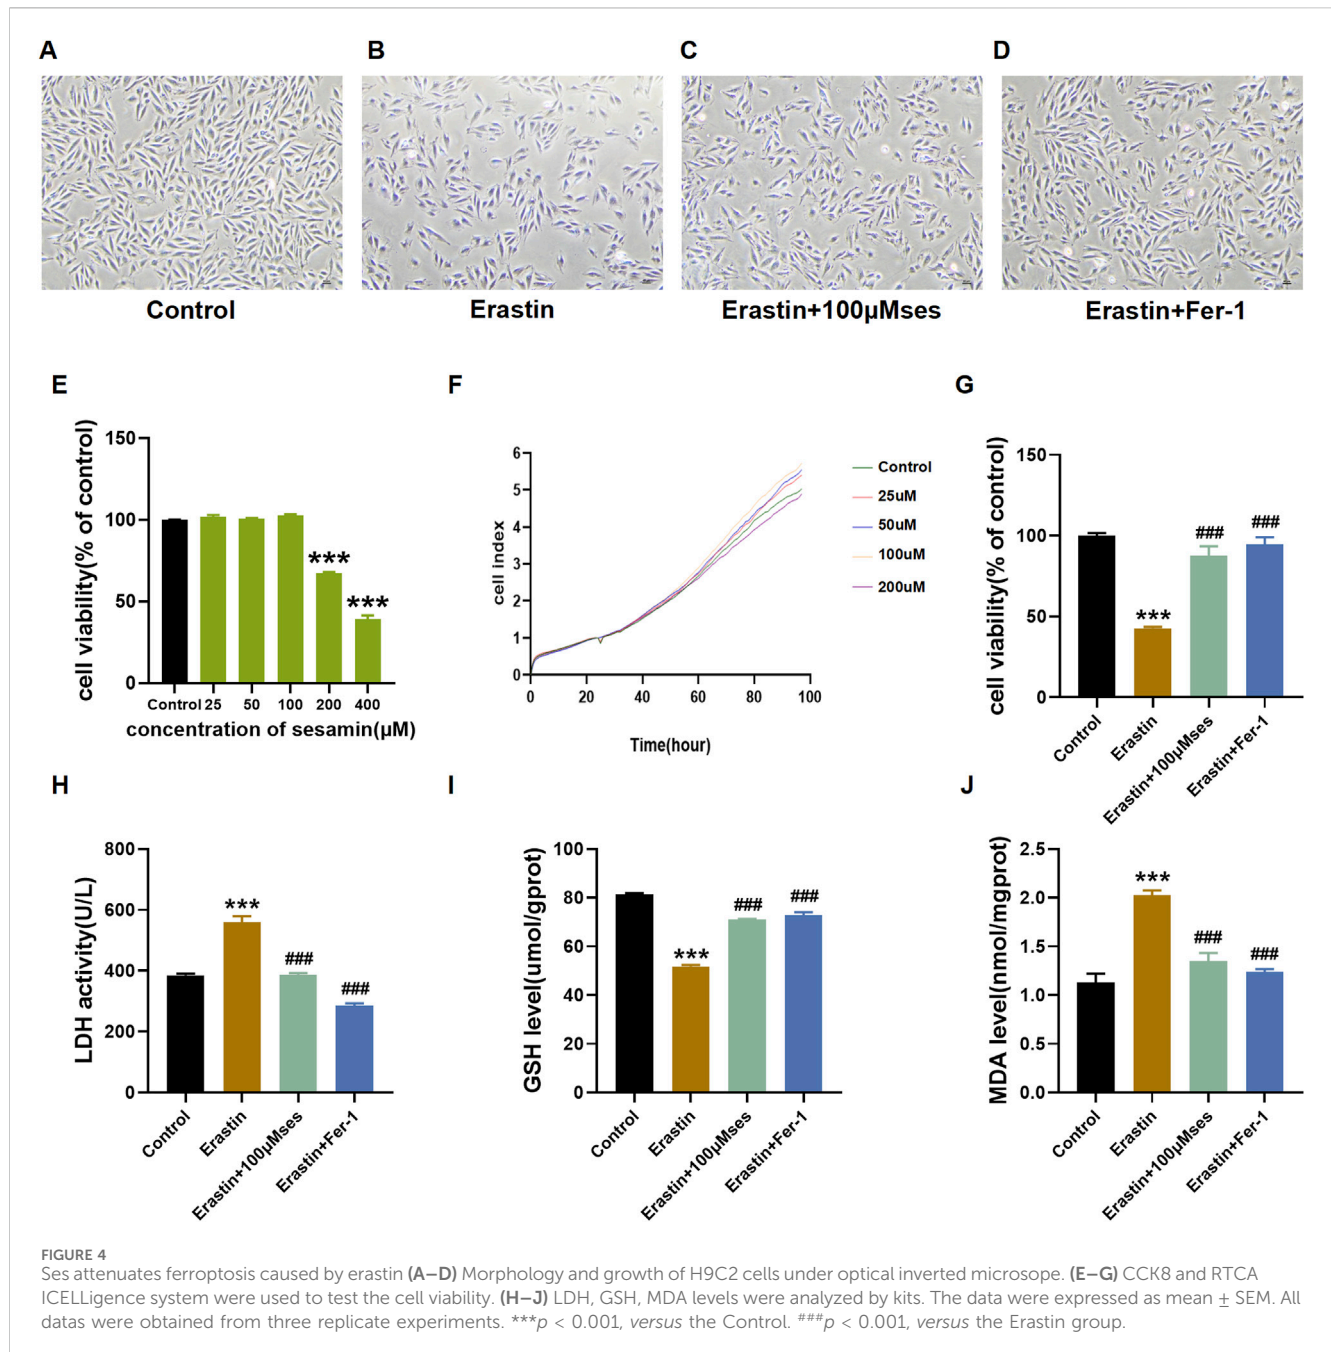 A
B
C
D
Control
Erastin
Erastin+100µMses
Erastin+Fer-1
E
cell viability(% of control)
150
100
50
0
***
***
Control 25 50 100 200 400
concentration of sesamin(µM)
F
cell index
6
5
4
3
2
1
0
0 20 40 60 80 100
Time(hour)
Control
25uM
50uM
100uM
200uM
G
cell viability(% of control)
150
100
50
0
***
###
###
Control
Erastin
Erastin+100µMses
Erastin+Fer-1
H
LDH activity(U/L)
800
600
400
200
0
***
###
###
Control
Erastin
Erastin+100µMses
Erastin+Fer-1
I
GSH level(umol/gprot)
100
80
60
40
20
0
***
###
###
Control
Erastin
Erastin+100µMses
Erastin+Fer-1
J
MDA level(nmol/mgprot)
2.5
2.0
1.5
1.0
0.5
0.0
***
###
###
Control
Erastin
Erastin+100µMses
Erastin+Fer-1
FIGURE 4
Ses attenuates ferroptosis caused by erastin (A–D) Morphology and growth of H9C2 cells under optical inverted microsope. (E–G) CCK8 and RTCA
ICELLigence system were used to test the cell viability. (H–J) LDH, GSH, MDA levels were analyzed by kits. The data were expressed as mean ± SEM. All
datas were obtained from three replicate experiments. ***p < 0.001, versus the Control. ###p < 0.001, versus the Erastin group.